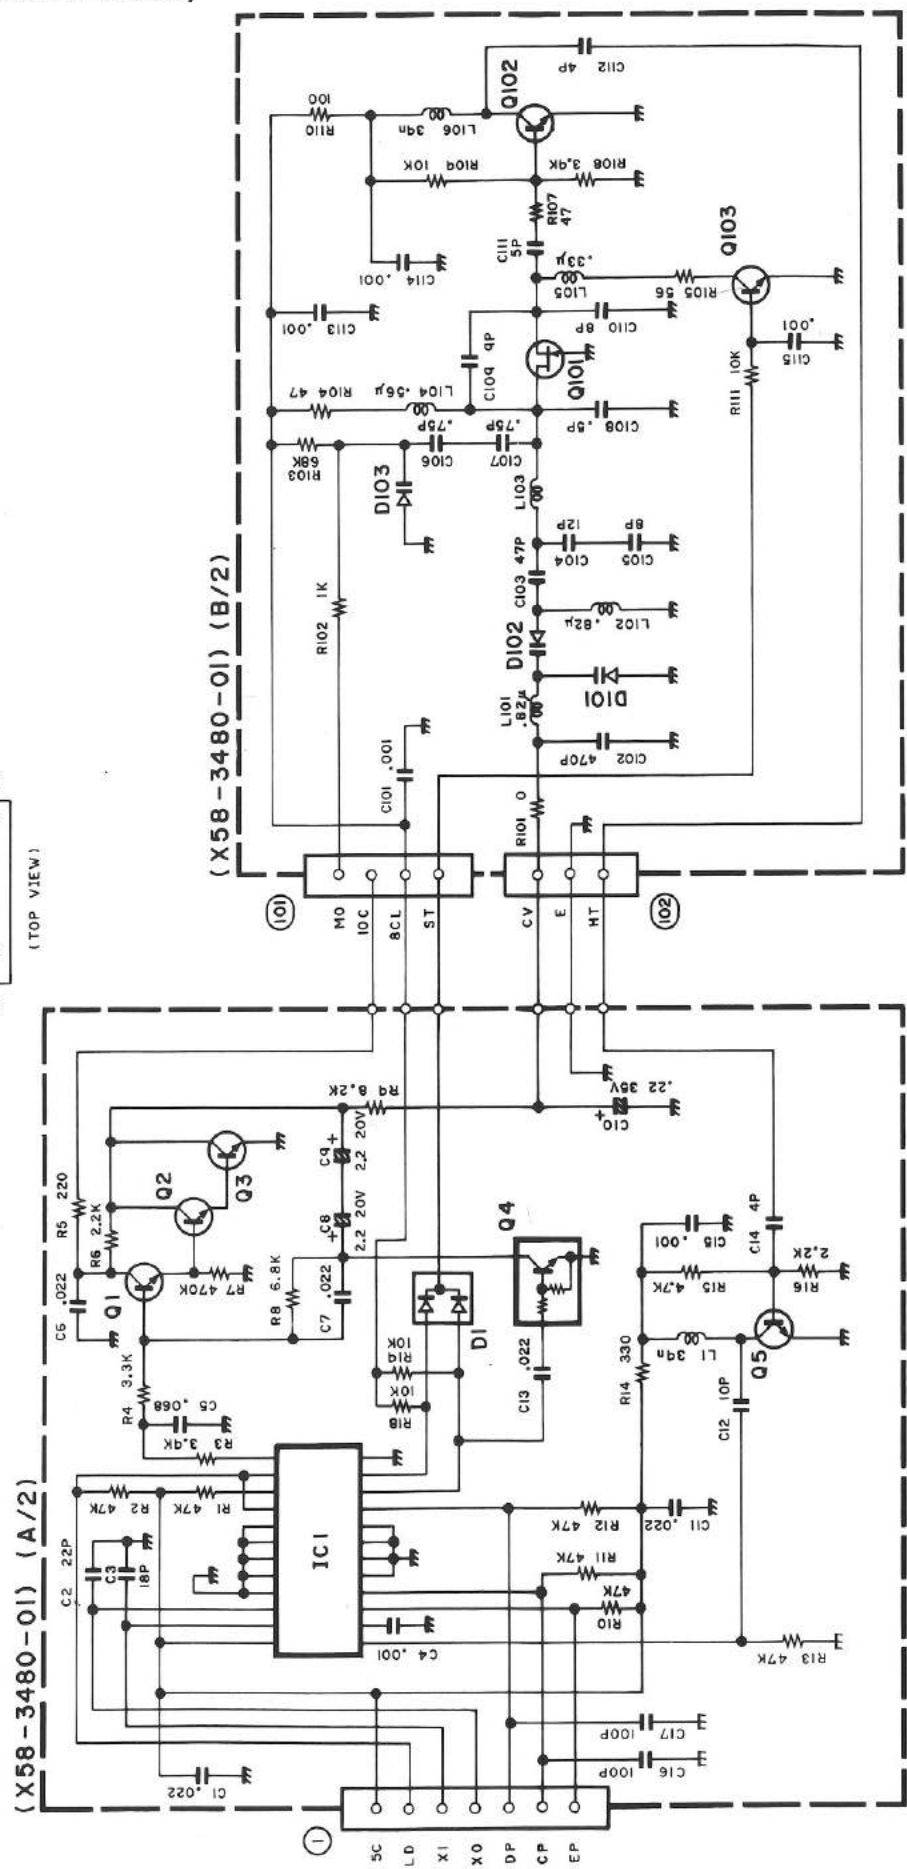 (TOP VIEW)
(X58-3480-01) (B/2)
R110
100
L106 39n
Q102
C112
4P
R109 10K
R108 3.9K
R107
47
C111
5P
C114 .001
C113 .001
.33µ
L105
R105 56
Q103
C115
.001
R111 10K
C109 9P
C110 8P
Q101
R104 47
L104 .56µ
C108 .5P
R103
68K
C106
.75P
C107
.75P
D103
L103
C104
12P
C105
8P
C103 47P
R102 1K
D102
L102 .82µ
D101
L101
.82µ
C102
470P
C101 .001
R101 0
101
MO
10C
8CL
ST
CV
E
HT
102
(X58-3480-01) (A/2)
R5 220
R6 2.2K
C6 .022
Q1
Q2
Q3
R7 470K
R8 6.8K
C7 .022
C8 +
2.2 20V
C9 +
2.2 20V
R9 8.2K
C10 +
.22 35V
R4 3.3K
C5 .068
R3 3.9K
R19
10K
R18
10K
D1
Q4
C13 .022
C15
.001
C14 4P
R15
4.7K
R16
2.2K
R14 330
L1 39n
Q5
C12 10P
R2
47K
R1
47K
C2 22P
C3
18P
IC1
C4 .001
R12
47K
C11
.022
R11
47K
R10
47K
R13 47K
C17
100P
C16
100P
C1 .022
1
5C
LD
XI
XO
DP
CP
EP